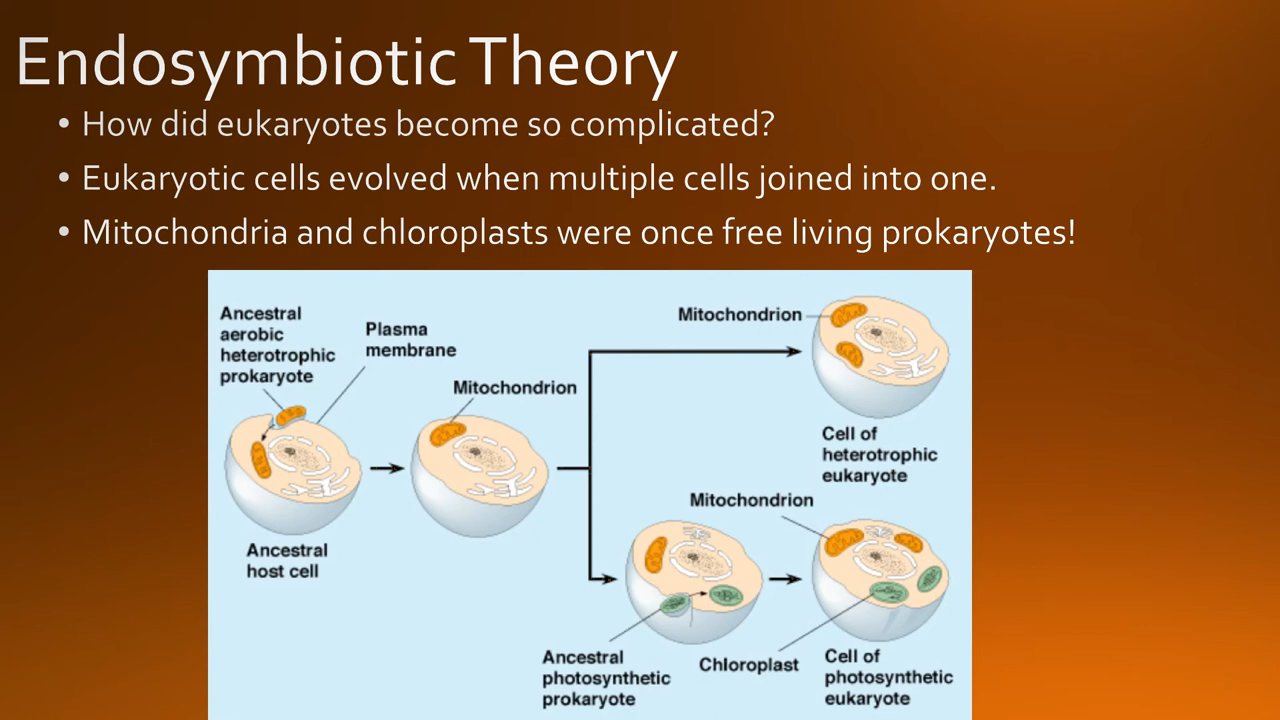 Endosymbiotic Theory
• How did eukaryotes become so complicated?
• Eukaryotic cells evolved when multiple cells joined into one.
• Mitochondria and chloroplasts were once free living prokaryotes!
Ancestral
aerobic
heterotrophic
prokaryote
Plasma
membrane
Mitochondrion
Ancestral
host cell
Mitochondrion
Cell of
heterotrophic
eukaryote
Mitochondrion
Ancestral
photosynthetic
prokaryote
Chloroplast
Cell of
photosynthetic
eukaryote